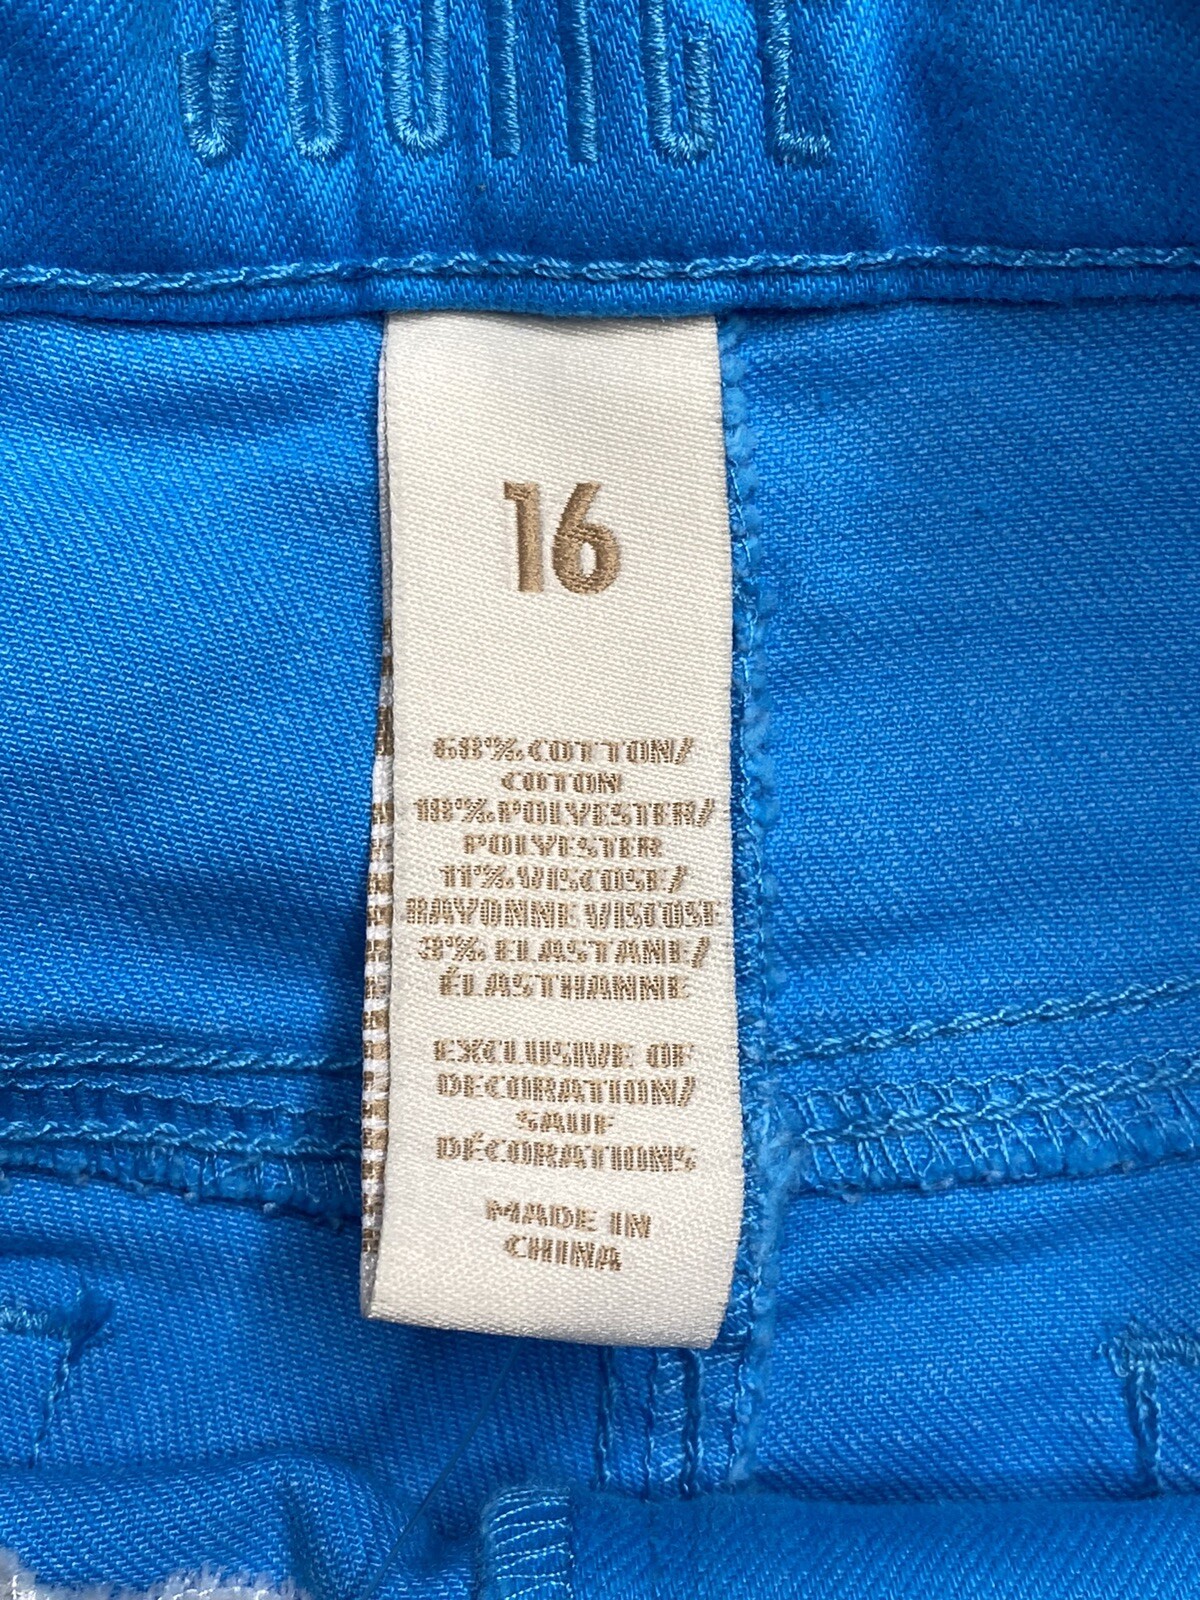 JUSTICE
16
68% COTTON/
COTON
18% POLYESTER/
POLYESTER
11% VISCOSE/
RAYONNE VISCOSE
3% ELASTANE/
ÉLASTHANNE
EXCLUSIVE OF
DECORATION/
SAUF
DÉCORATIONS
MADE IN
CHINA